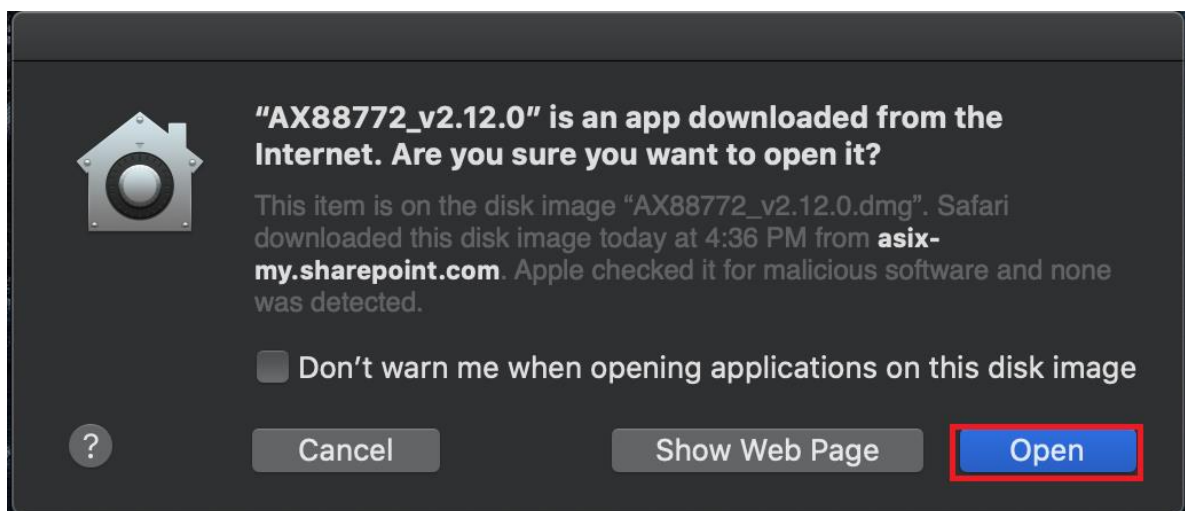 “AX88772_v2.12.0” is an app downloaded from the
Internet. Are you sure you want to open it?
This item is on the disk image “AX88772_v2.12.0.dmg”. Safari
downloaded this disk image today at 4:36 PM from asix-
my.sharepoint.com. Apple checked it for malicious software and none
was detected.
Don’t warn me when opening applications on this disk image
? Cancel Show Web Page Open